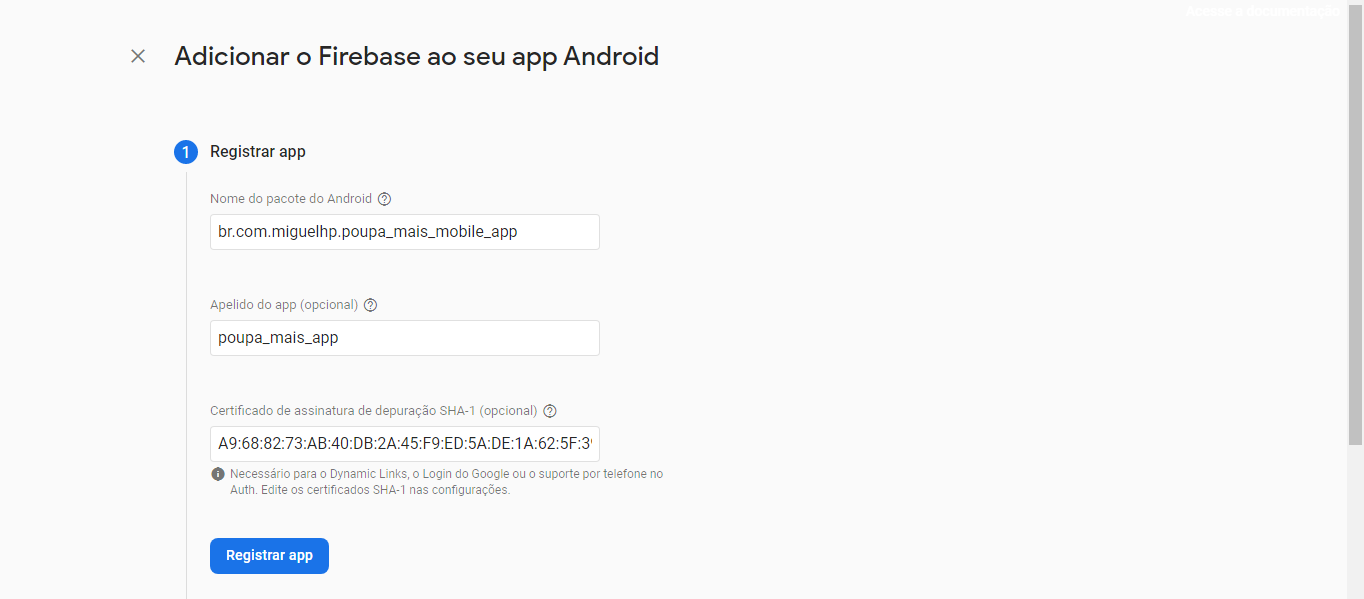 Acesso a documentação
Adicionar o Firebase ao seu app Android
1 Registrar app
Nome do pacote do Android
br.com.miguelhp.poupa_mais_mobile_app
Apelido do app (opcional)
poupa_mais_app
Certificado de assinatura de depuração SHA-1 (opcional)
A9:68:82:73:AB:40:DB:2A:45:F9:ED:5A:DE:1A:62:5F:39
Necessário para o Dynamic Links, o Login do Google ou o suporte por telefone no
Auth. Edite os certificados SHA-1 nas configurações.
Registrar app